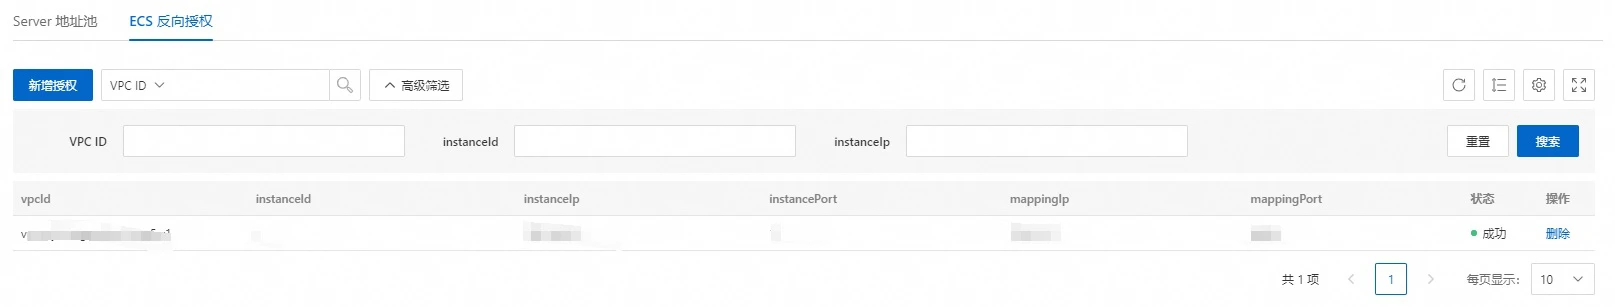 Server 地址池 ECS 反向授权
新增授权 VPC ID 高级筛选
VPC ID instanceId instanceIp 重置 搜索
vpcId instanceId instanceIp instancePort mappingIp mappingPort 状态 操作
成功 删除
共 1 项 1 每页显示: 10